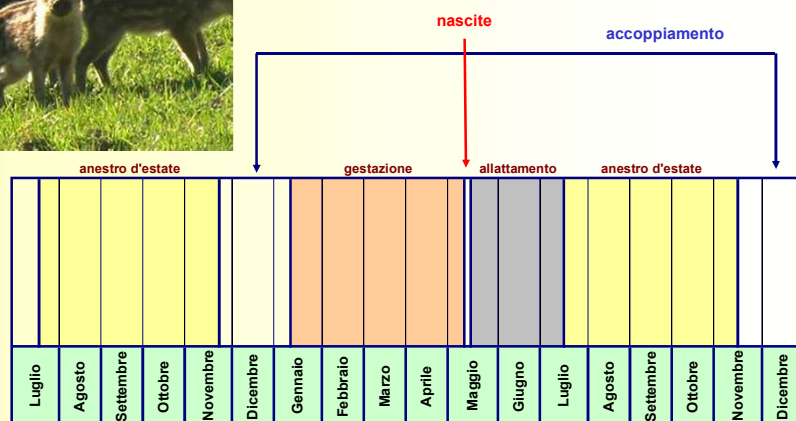 nascite
accoppiamento
anestro d'estate gestazione allattamento anestro d'estate
Luglio Agosto Settembre Ottobre Novembre Dicembre Gennaio Febbraio Marzo Aprile Maggio Giugno Luglio Agosto Settembre Ottobre Novembre Dicembre